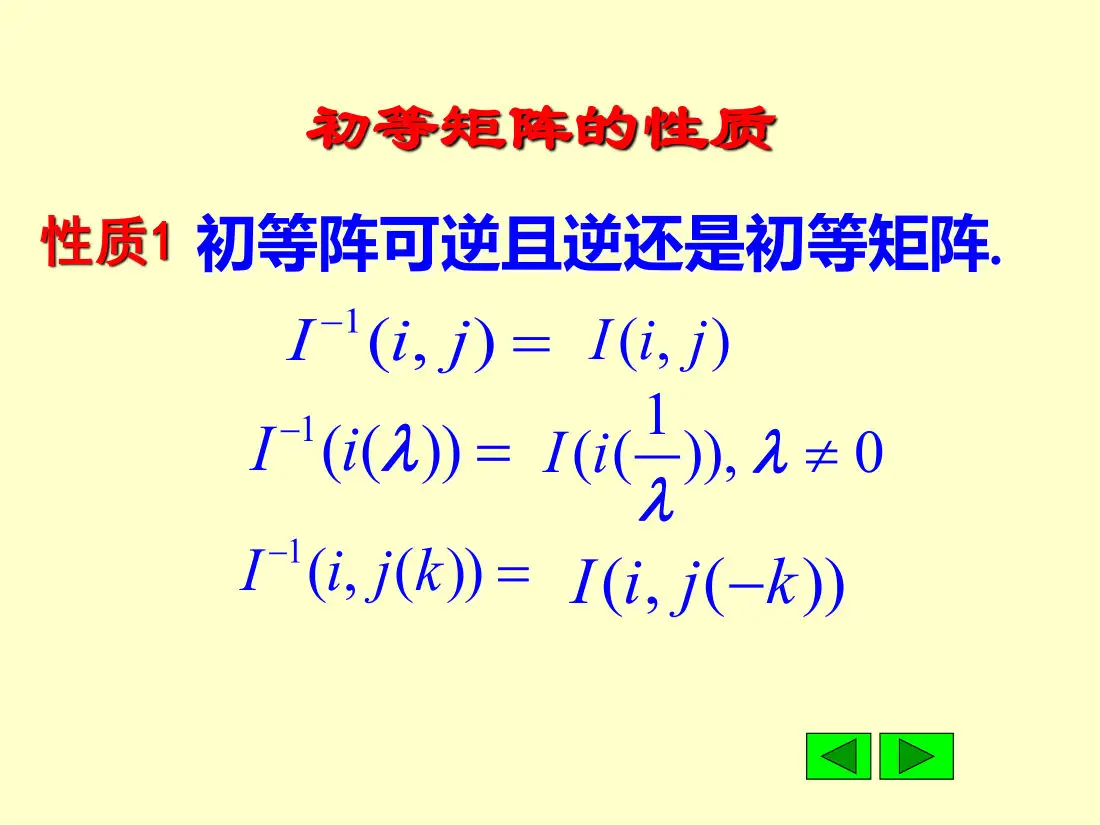 初等矩阵的性质
性质1 初等阵可逆且逆还是初等矩阵.
I⁻¹(i, j) = I(i, j)
I⁻¹(i(λ)) = I(i(1/λ)), λ ≠ 0
I⁻¹(i, j(k)) = I(i, j(−k))